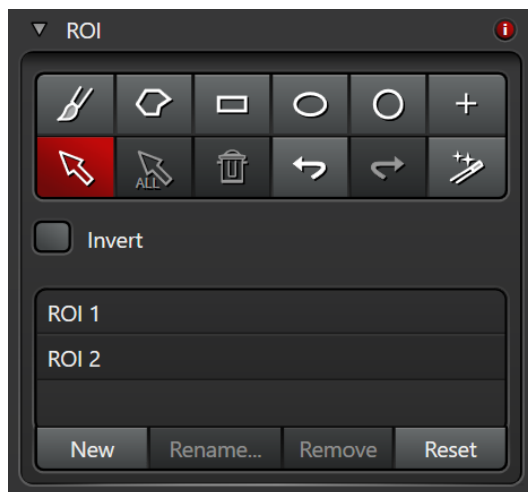 ROI
i
ALL
Invert
ROI 1
ROI 2
New Rename... Remove Reset